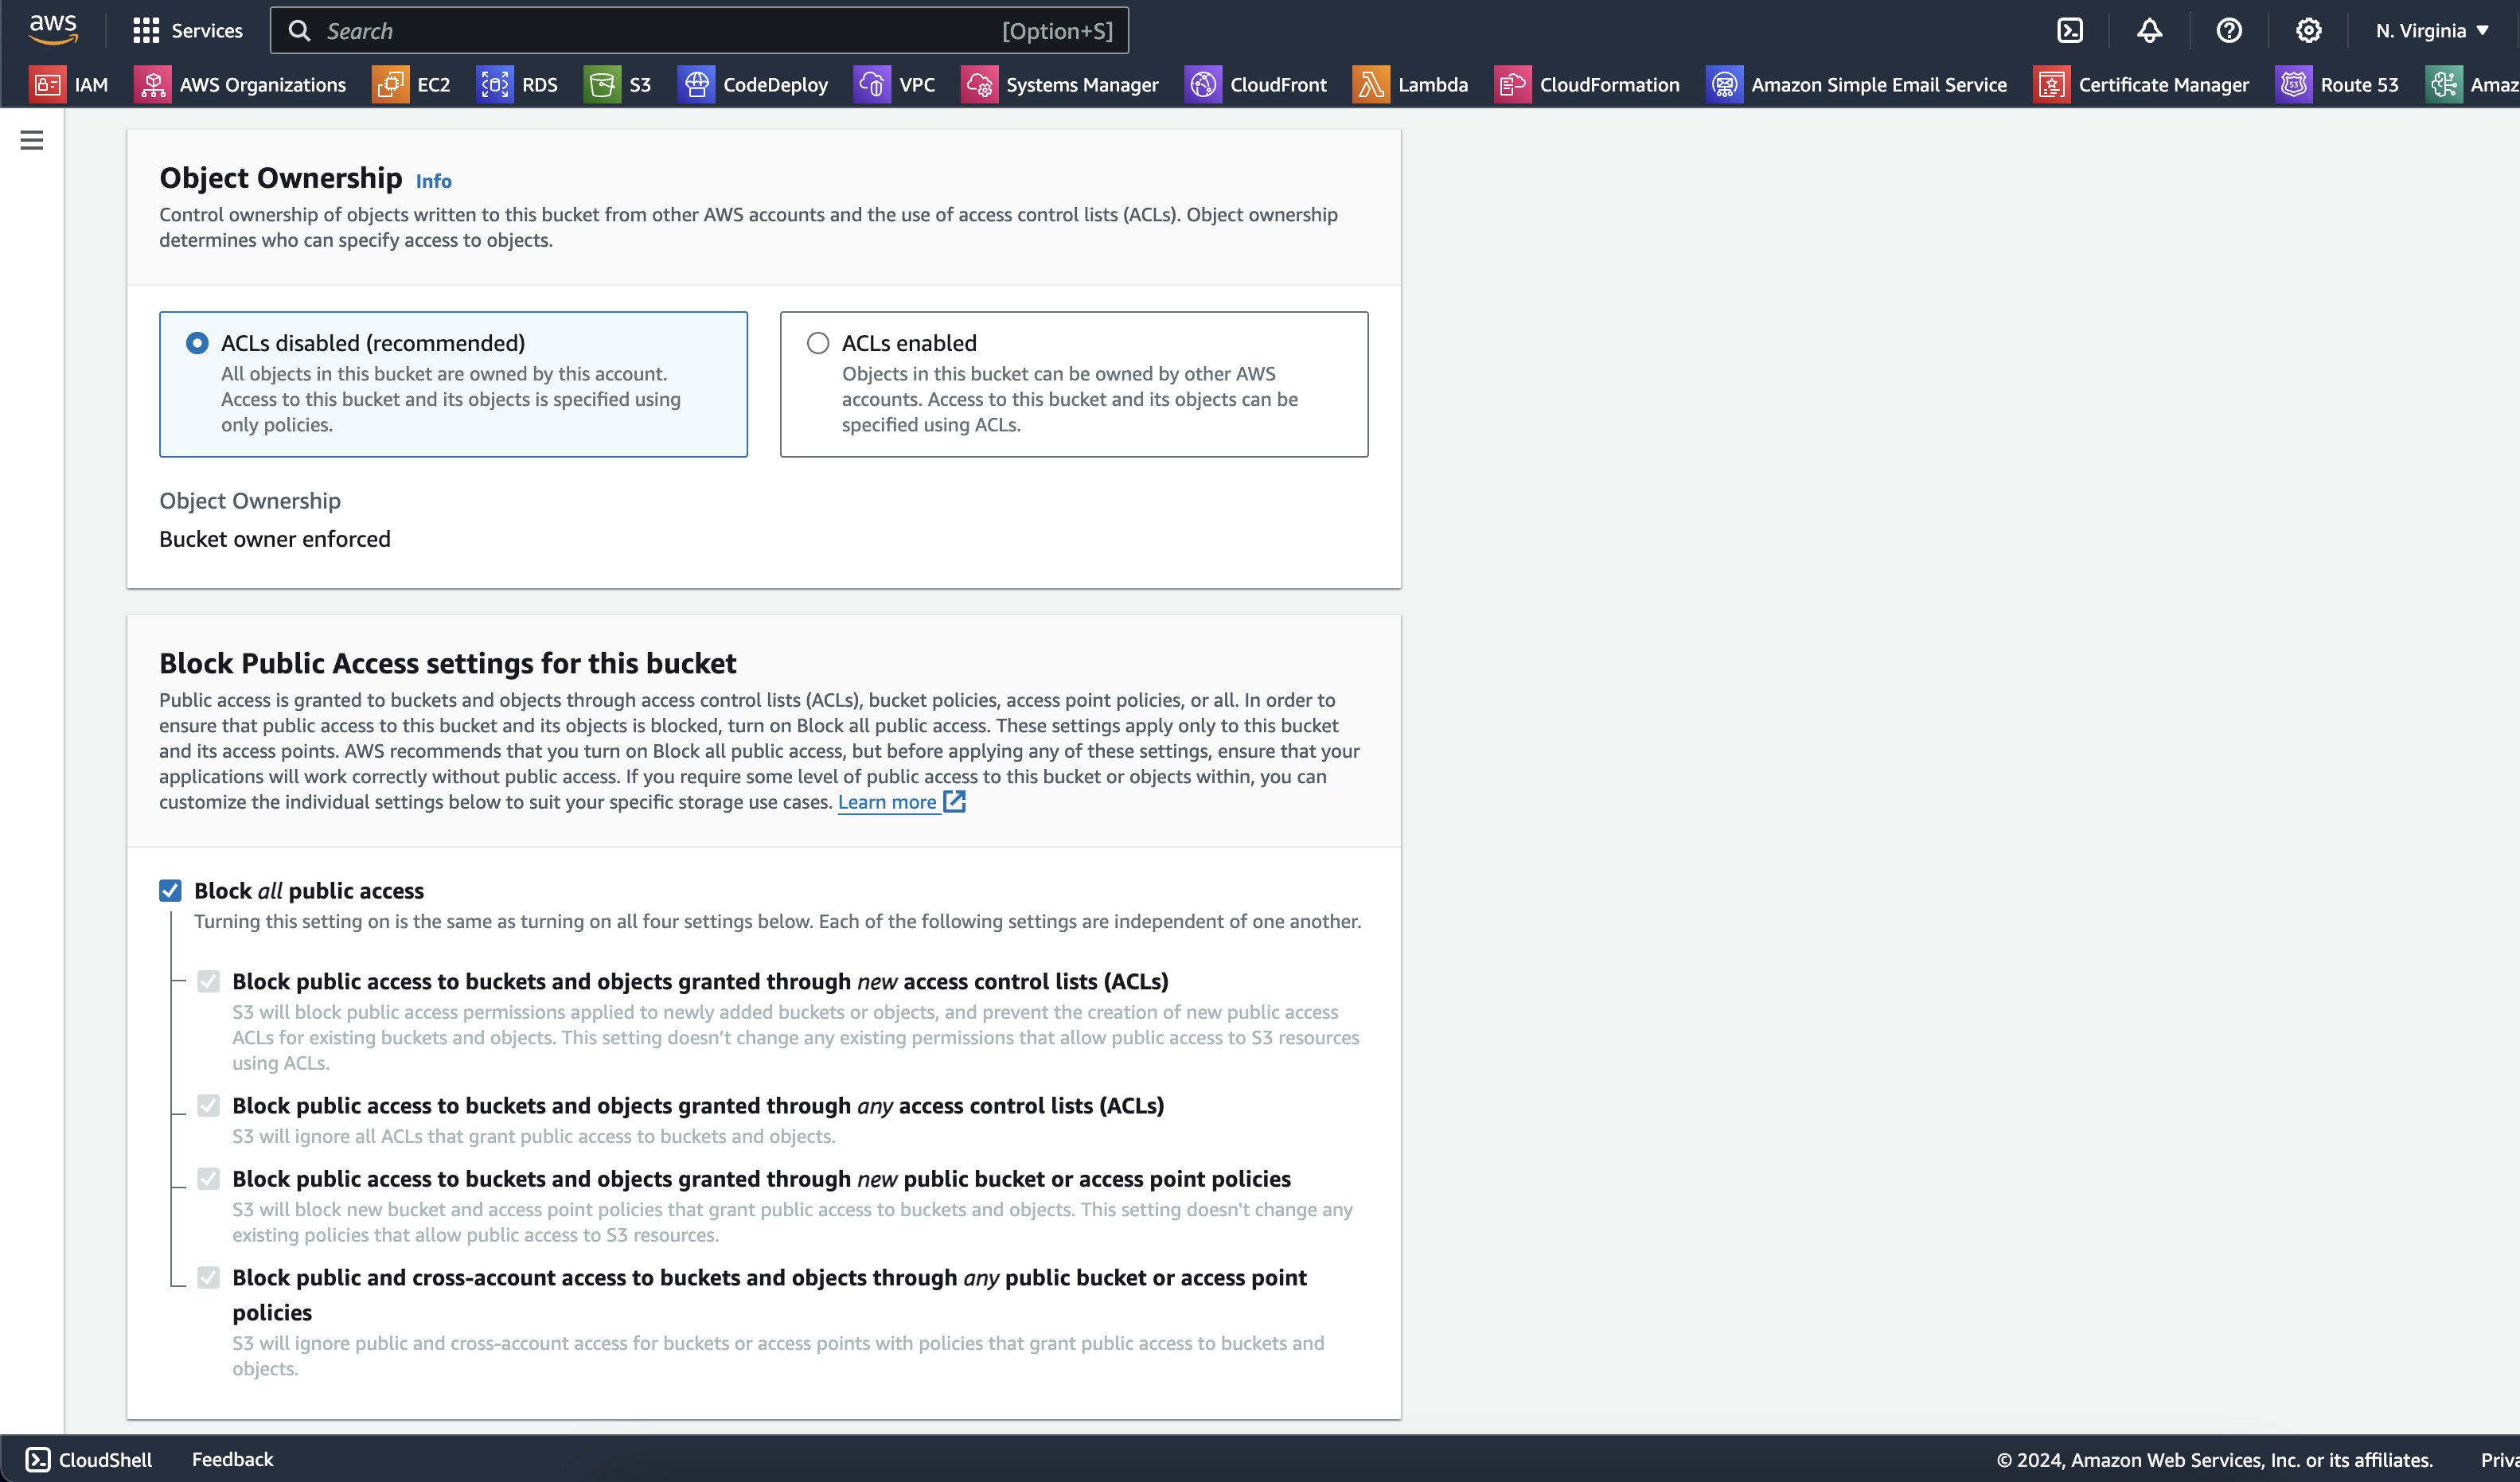 aws
Services
Search
[Option+S]
N. Virginia
IAM
AWS Organizations
EC2
RDS
S3
CodeDeploy
VPC
Systems Manager
CloudFront
Lambda
CloudFormation
Amazon Simple Email Service
Certificate Manager
53
Route 53
Amaz
Object Ownership Info
Control ownership of objects written to this bucket from other AWS accounts and the use of access control lists (ACLs). Object ownership
determines who can specify access to objects.
ACLs disabled (recommended)
All objects in this bucket are owned by this account.
Access to this bucket and its objects is specified using
only policies.
ACLs enabled
Objects in this bucket can be owned by other AWS
accounts. Access to this bucket and its objects can be
specified using ACLs.
Object Ownership
Bucket owner enforced
Block Public Access settings for this bucket
Public access is granted to buckets and objects through access control lists (ACLs), bucket policies, access point policies, or all. In order to
ensure that public access to this bucket and its objects is blocked, turn on Block all public access. These settings apply only to this bucket
and its access points. AWS recommends that you turn on Block all public access, but before applying any of these settings, ensure that your
applications will work correctly without public access. If you require some level of public access to this bucket or objects within, you can
customize the individual settings below to suit your specific storage use cases. Learn more
Block all public access
Turning this setting on is the same as turning on all four settings below. Each of the following settings are independent of one another.
Block public access to buckets and objects granted through new access control lists (ACLs)
S3 will block public access permissions applied to newly added buckets or objects, and prevent the creation of new public access
ACLs for existing buckets and objects. This setting doesn’t change any existing permissions that allow public access to S3 resources
using ACLs.
Block public access to buckets and objects granted through any access control lists (ACLs)
S3 will ignore all ACLs that grant public access to buckets and objects.
Block public access to buckets and objects granted through new public bucket or access point policies
S3 will block new bucket and access point policies that grant public access to buckets and objects. This setting doesn't change any
existing policies that allow public access to S3 resources.
Block public and cross-account access to buckets and objects through any public bucket or access point
policies
S3 will ignore public and cross-account access for buckets or access points with policies that grant public access to buckets and
objects.
CloudShell
Feedback
© 2024, Amazon Web Services, Inc. or its affiliates.
Priva